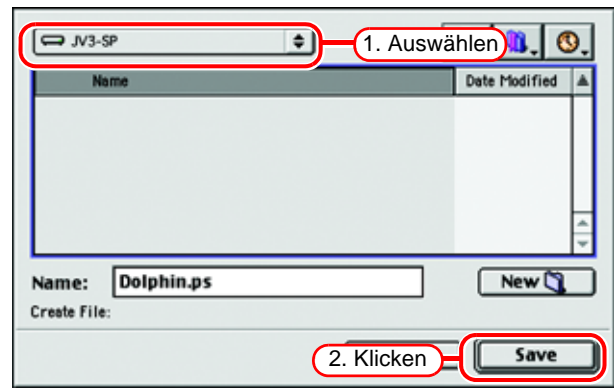 JV3-SP
1. Auswählen
Name
Date Modified
Name: Dolphin.ps
New
Create File:
2. Klicken
Save